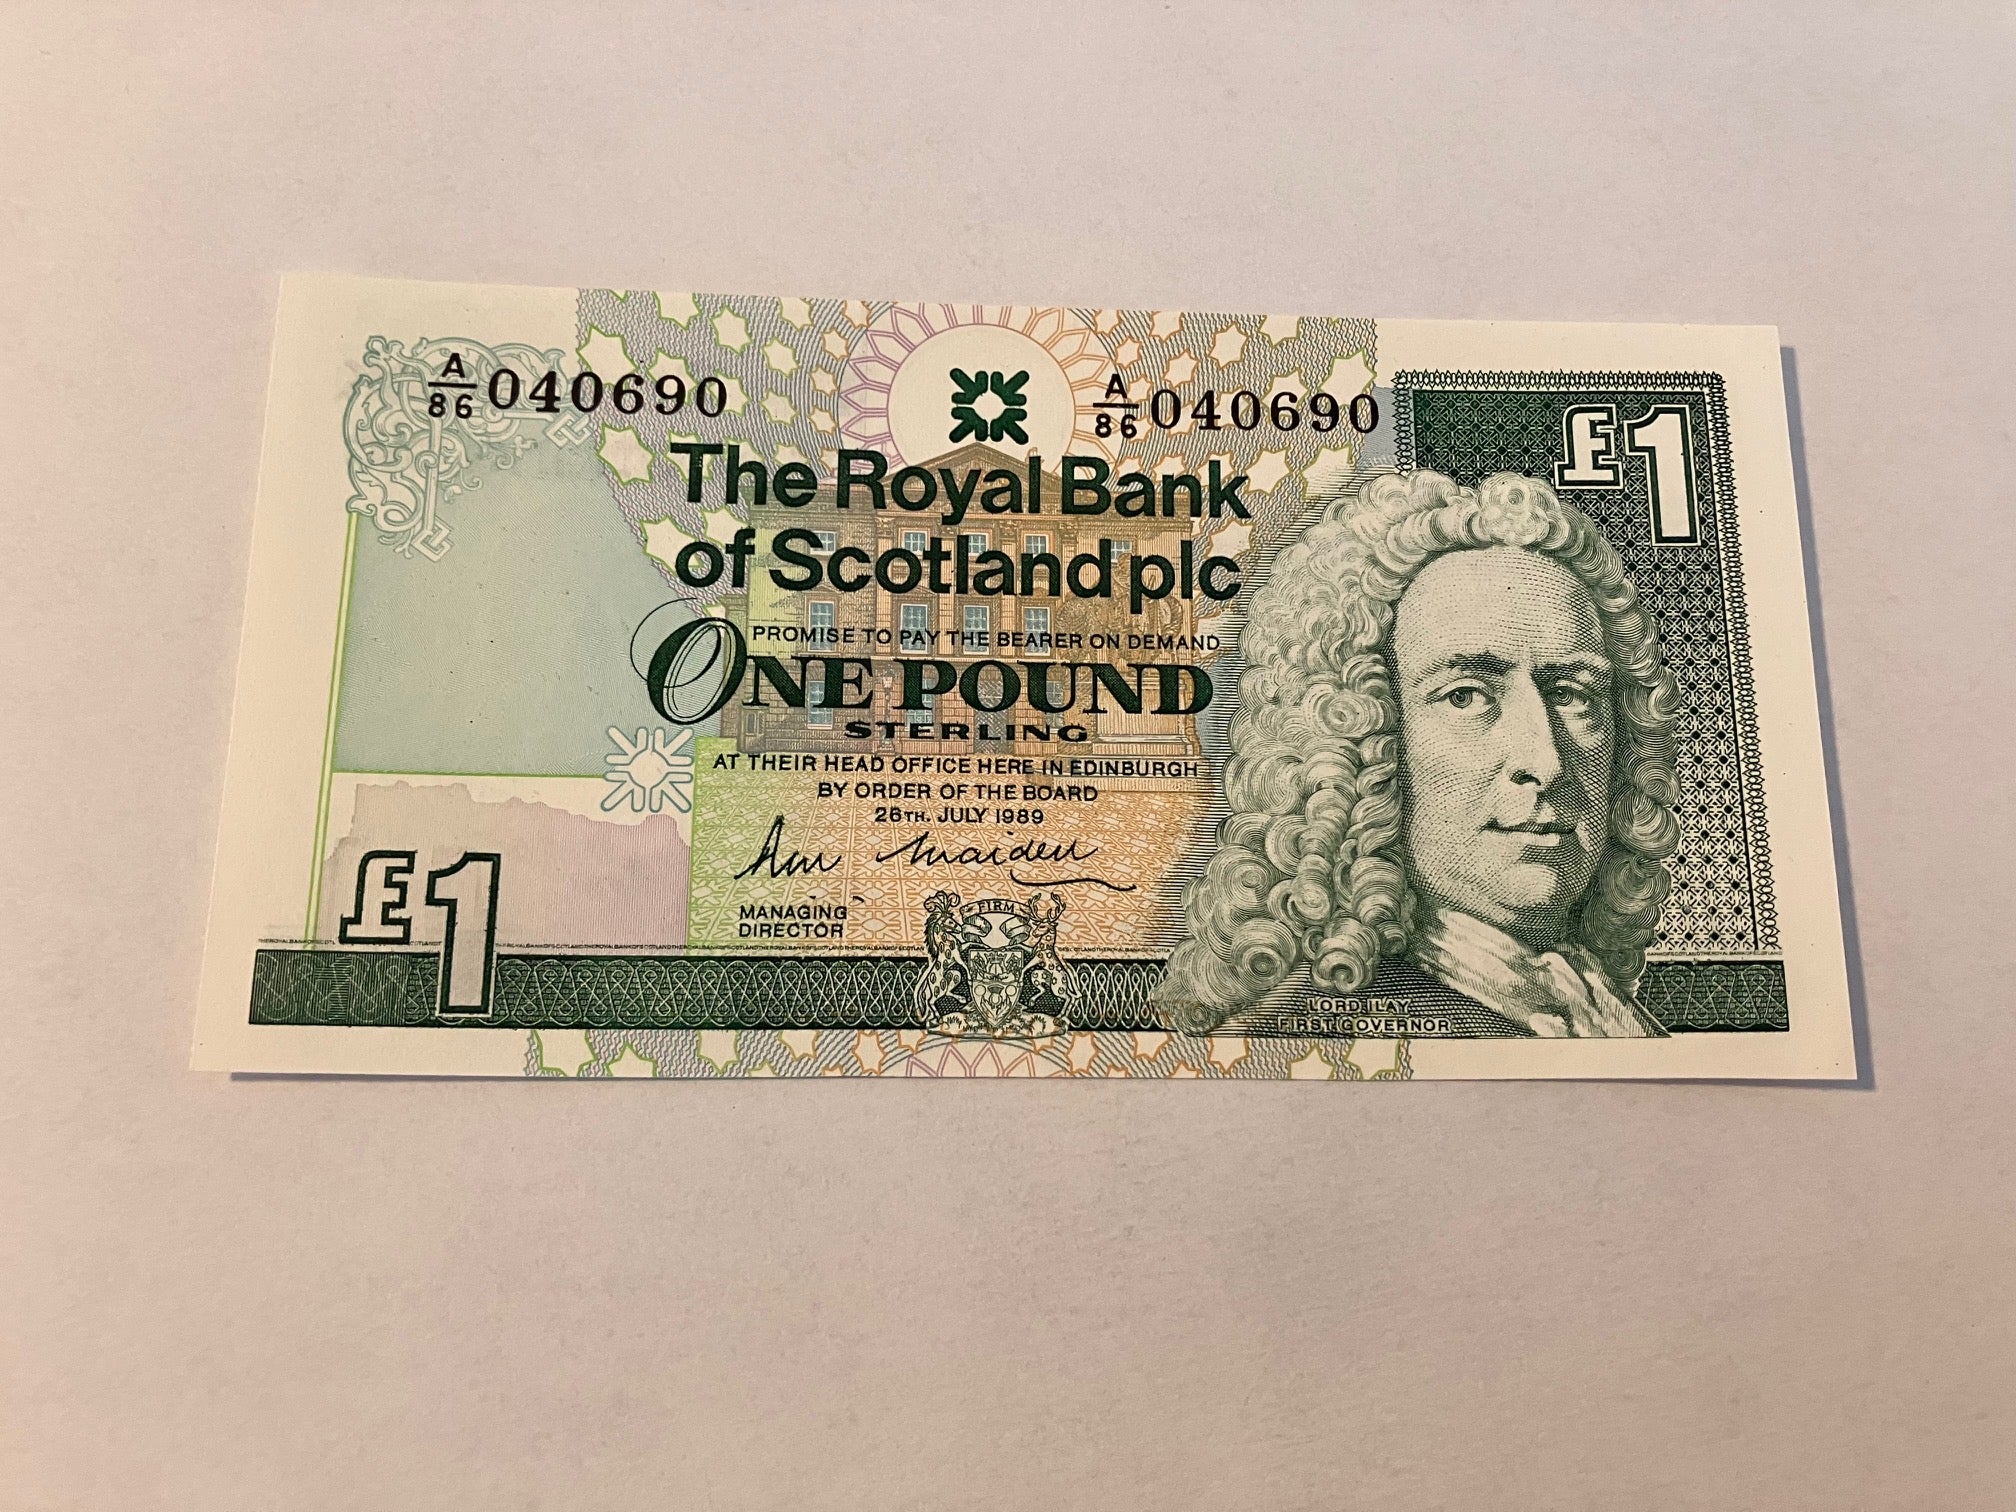 A/86 040690
A/86 040690
£1
The Royal Bank
of Scotland plc
PROMISE TO PAY THE BEARER ON DEMAND
ONE POUND
STERLING
AT THEIR HEAD OFFICE HERE IN EDINBURGH
BY ORDER OF THE BOARD
26TH. JULY 1989
Maiden
MANAGING
DIRECTOR
£1
FIRM
LORD ILAY
FIRST GOVERNOR